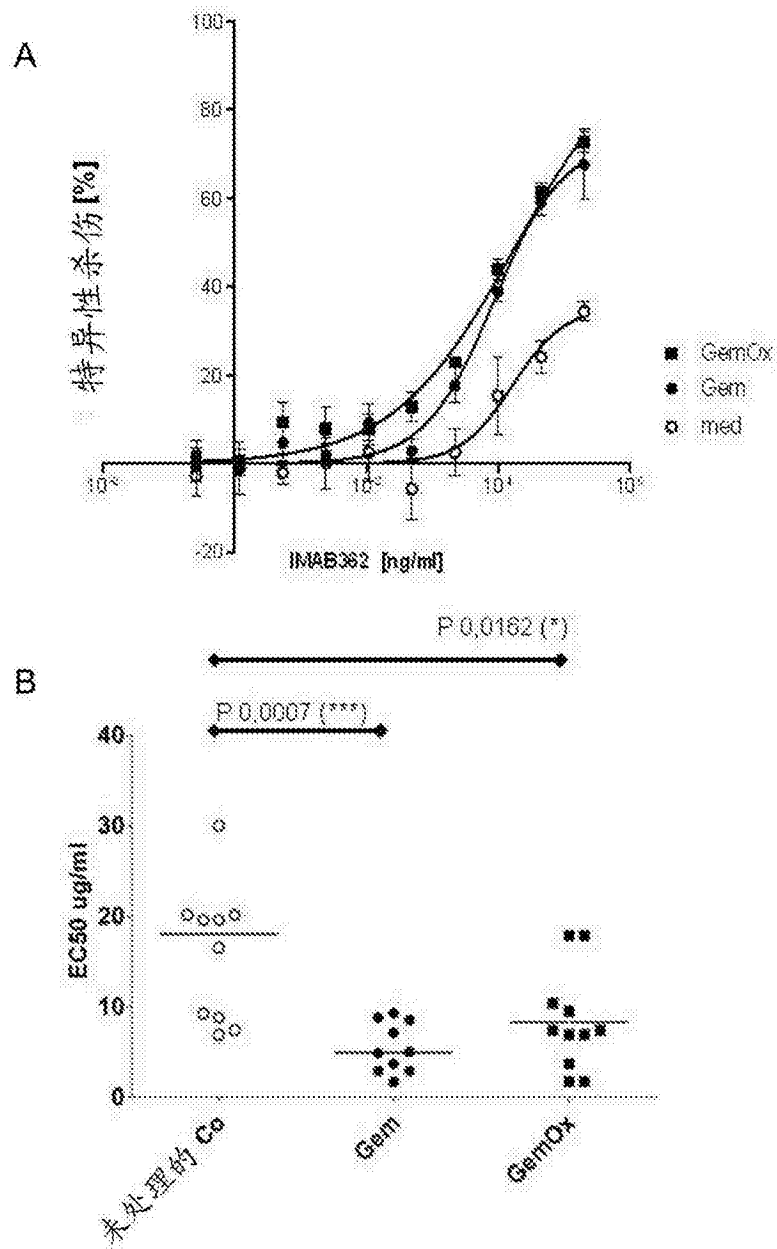 A
100
80
60
40
20
-20
特异性杀伤 [%]
GemOx
Gem
med
IMAB362 [ng/ml]
P 0,0162 (*)
B
P 0,0007 (***)
40
30
20
10
0
EC50 ug/ml
未处理的 Co
Gem
GemOx